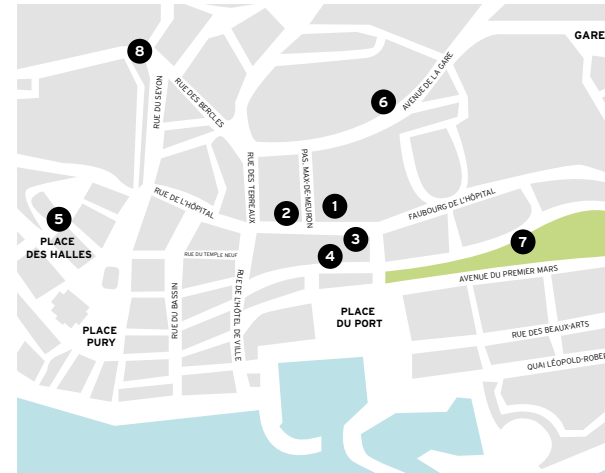 GARE
8
AVENUE DE LA GARE
6
RUE DU SEYON
RUE DES BERCLES
RUE DES TERREAUX
PAS. MAX-DE-MEURON
RUE DE L'HÔPITAL
FAUBOURG DE L'HÔPITAL
1
2
5
PLACE
DES HALLES
3
7
4
RUE DU TEMPLE NEUF
AVENUE DU PREMIER MARS
RUE DU BASSIN
RUE DE L'HÔTEL DE VILLE
PLACE
DU PORT
PLACE
PURY
RUE DES BEAUX-ARTS
QUAI LÉOPOLD-ROBER